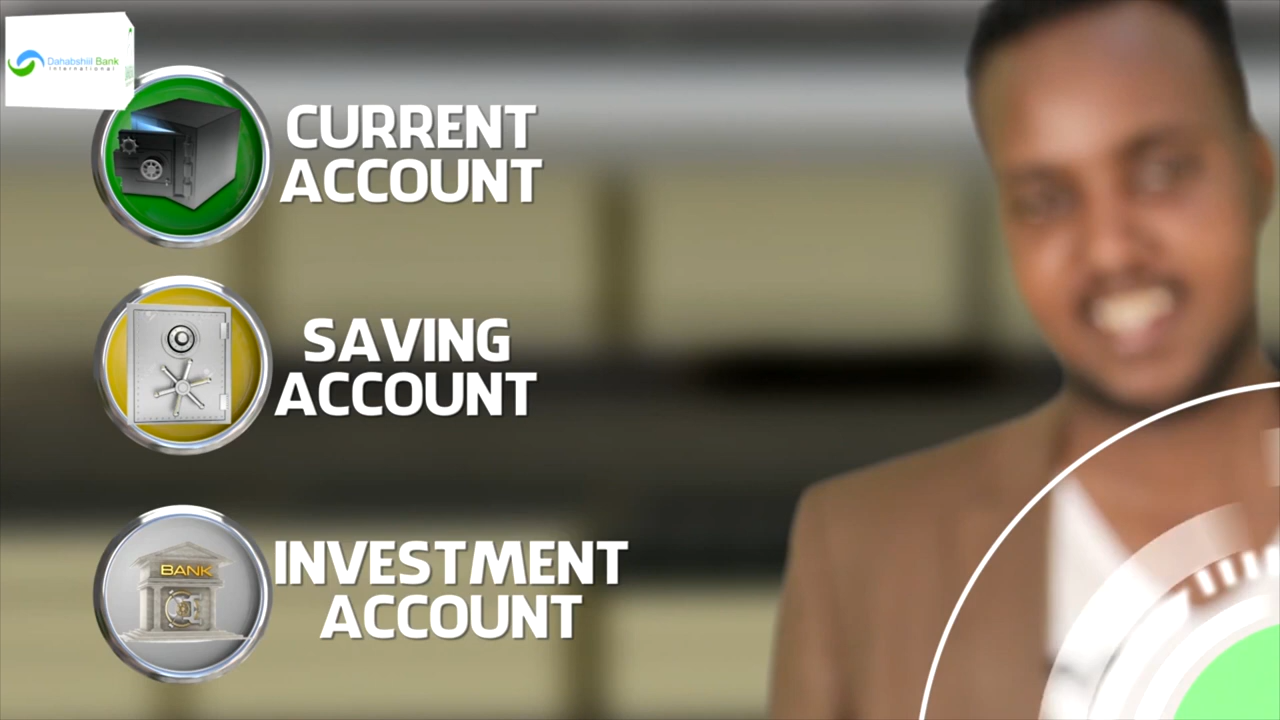 Dahabshiil Bank
International
CURRENT
ACCOUNT
SAVING
ACCOUNT
INVESTMENT
ACCOUNT
BANK